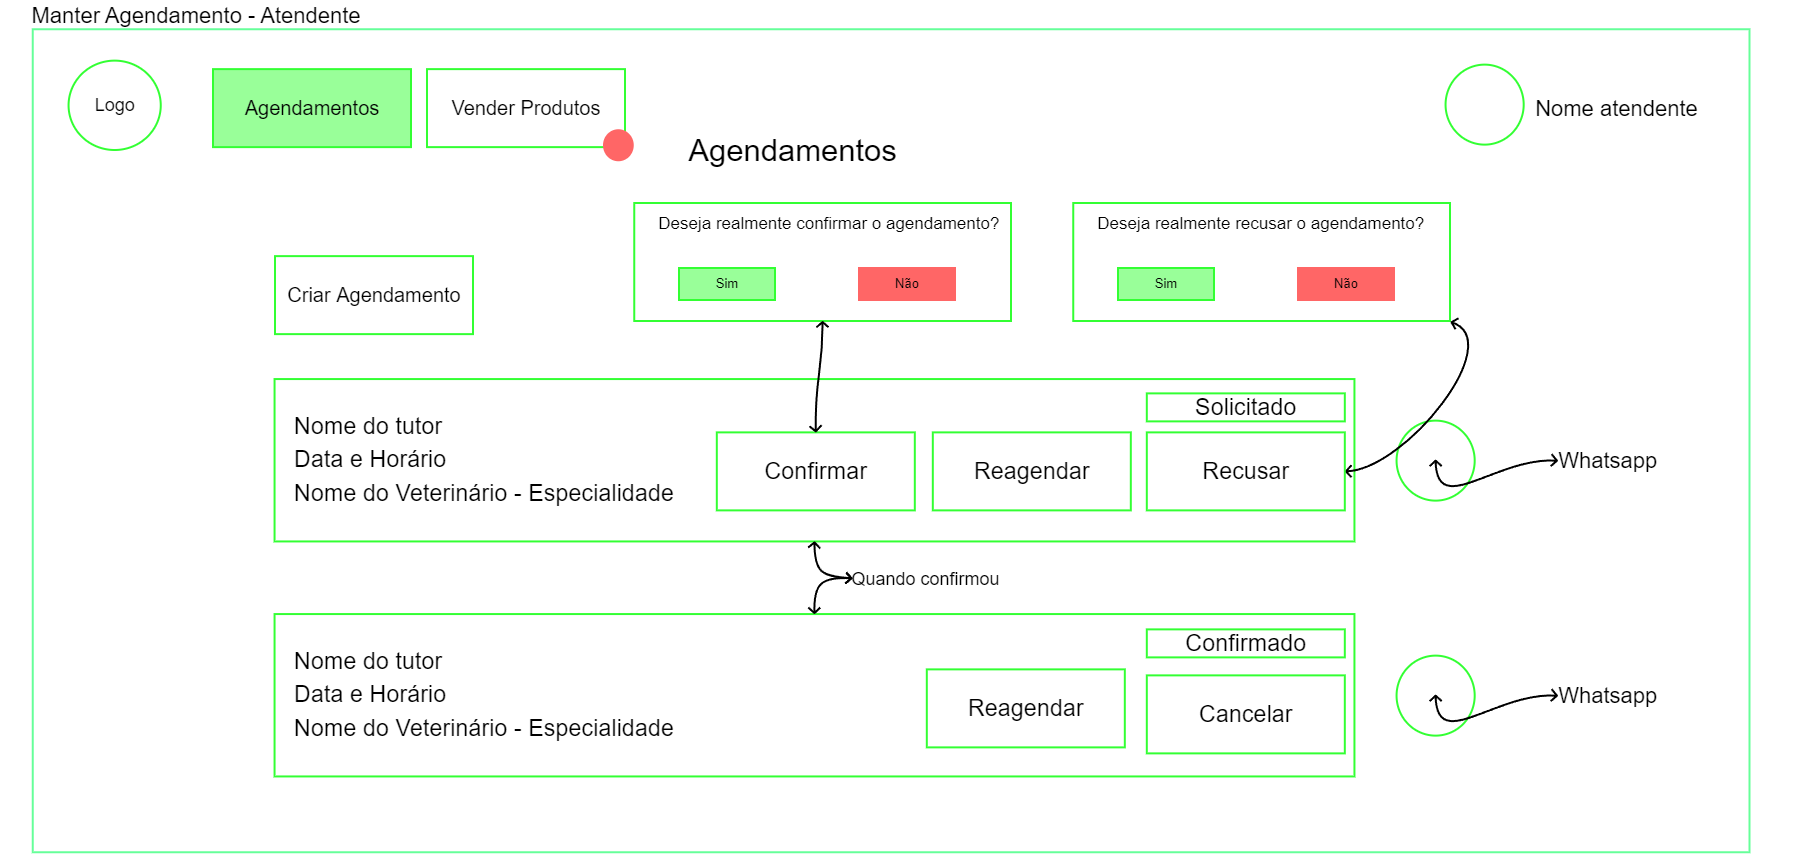 Manter Agendamento - Atendente
Logo
Agendamentos
Vender Produtos
Nome atendente
Agendamentos
Deseja realmente confirmar o agendamento?
Sim
Não
Deseja realmente recusar o agendamento?
Sim
Não
Criar Agendamento
Solicitado
Nome do tutor
Data e Horário
Nome do Veterinário - Especialidade
Confirmar
Reagendar
Recusar
Whatsapp
Quando confirmou
Confirmado
Nome do tutor
Data e Horário
Nome do Veterinário - Especialidade
Reagendar
Cancelar
Whatsapp